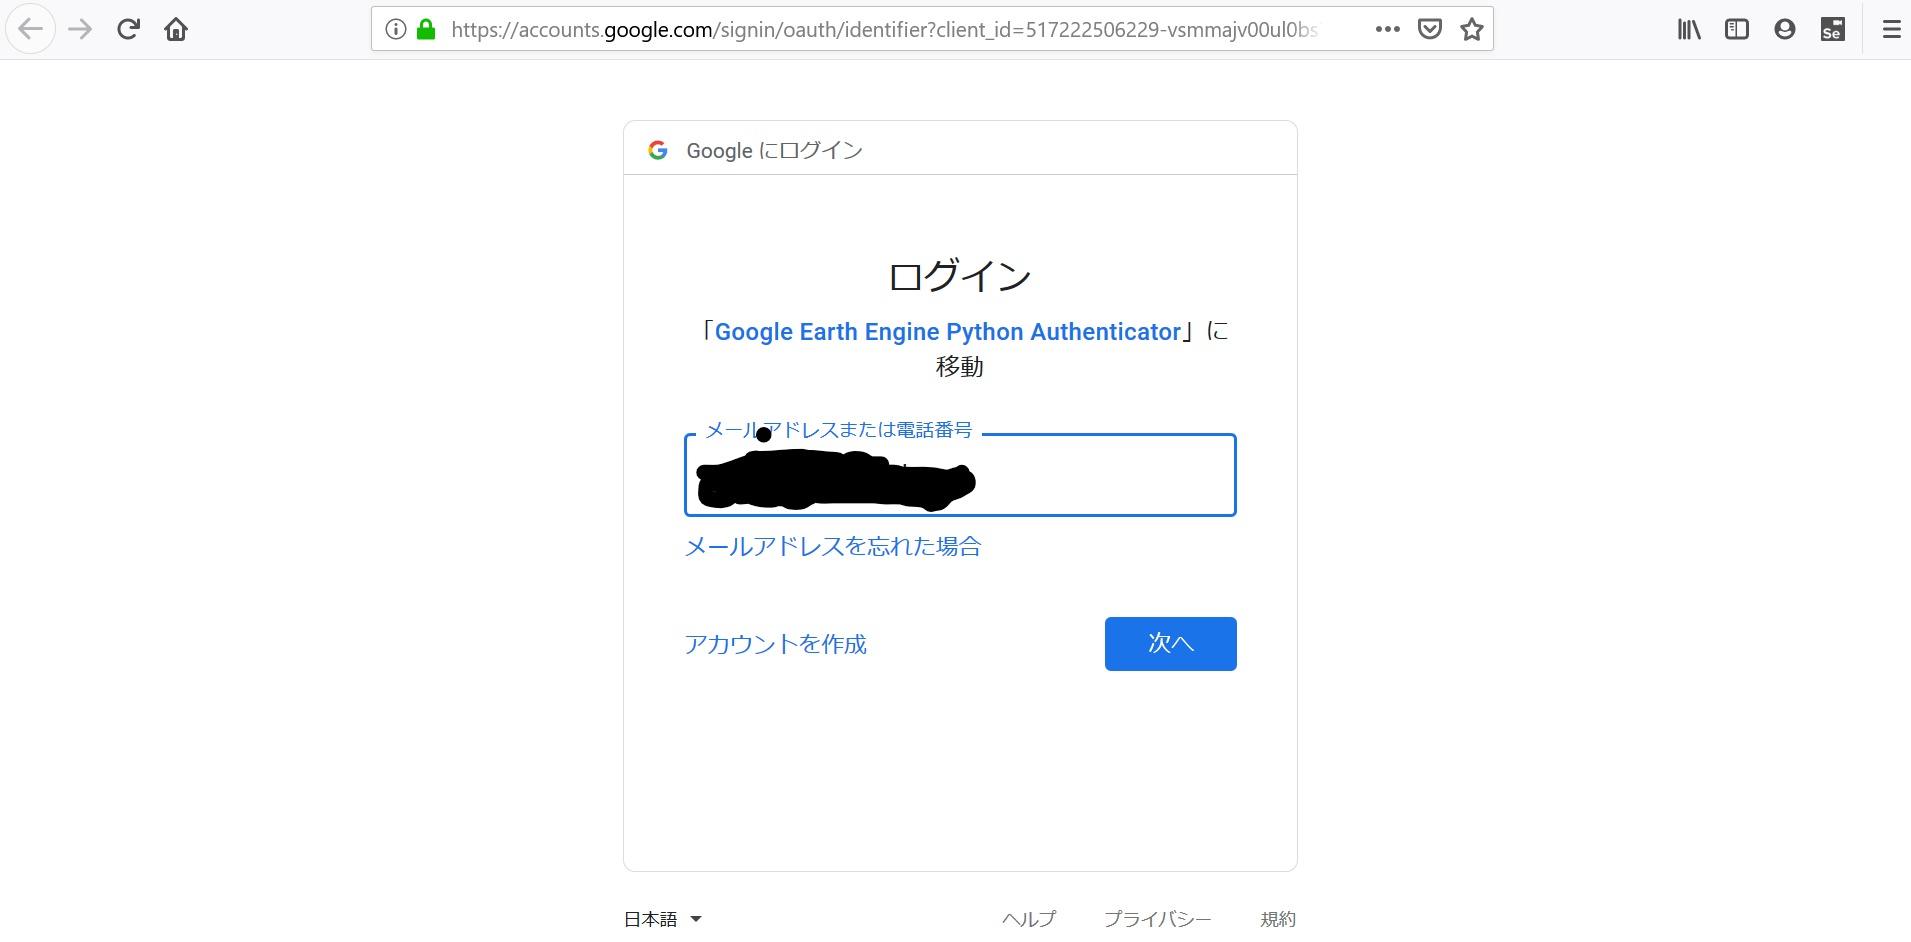 https://accounts.google.com/signin/oauth/identifier?client_id=517222506229-vsmmajv00ul0bs
Se
Google にログイン
ログイン
「Google Earth Engine Python Authenticator」に
移動
メールアドレスまたは電話番号
メールアドレスを忘れた場合
アカウントを作成
次へ
日本語
ヘルプ
プライバシー
規約